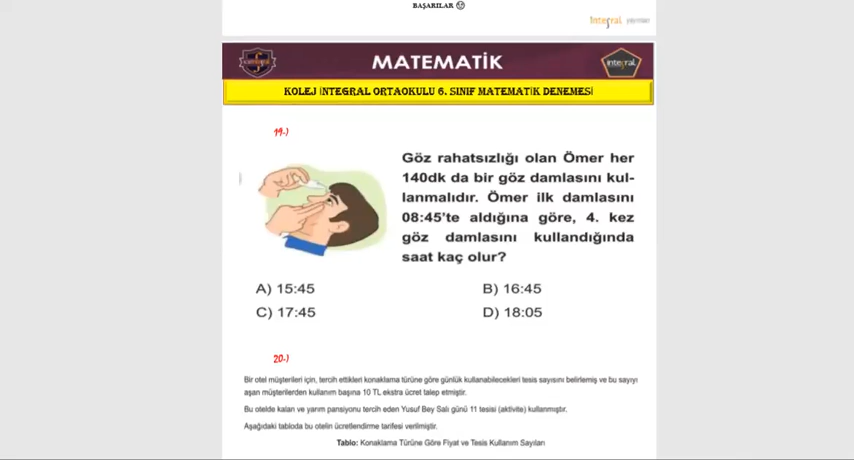 BAŞARILAR
integral yayınları
MATEMATİK
integral
KOLEJ İNTEGRAL ORTAOKULU 6. SINIF MATEMATİK DENEMESİ
19.)
Göz rahatsızlığı olan Ömer her
140dk da bir göz damlasını kul-
lanmalıdır. Ömer ilk damlasını
08:45'te aldığına göre, 4. kez
göz damlasını kullandığında
saat kaç olur?
A) 15:45
B) 16:45
C) 17:45
D) 18:05
20.)
Bir otel müşterileri için, tercih ettikleri konaklama türüne göre günlük kullanabilecekleri tesis sayısını belirlemiş ve bu sayıyı
aşan müşterilerden kullanım başına 10 TL ekstra ücret talep etmiştir.
Bu otelde kalan ve yarım pansiyonu tercih eden Yusuf Bey Salı günü 11 tesisi (aktivite) kullanmıştır.
Aşağıdaki tabloda bu otelin ücretlendirme tarifesi verilmiştir.
Tablo: Konaklama Türüne Göre Fiyat ve Tesis Kullanım Sayıları